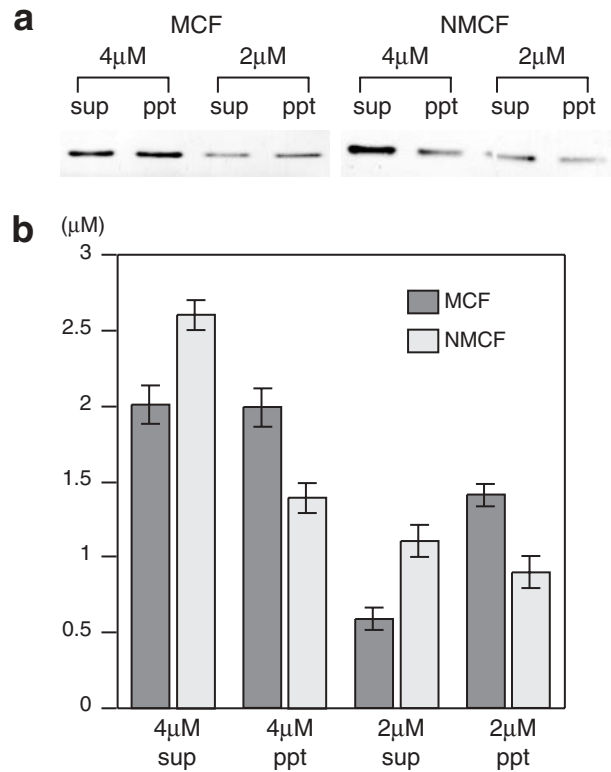 a
MCF NMCF
4μM 2μM 4μM 2μM
sup ppt sup ppt sup ppt sup ppt
b (μM)
3
2.5
2
1.5
1
0.5
0
MCF
NMCF
4μM 4μM 2μM 2μM
sup ppt sup ppt